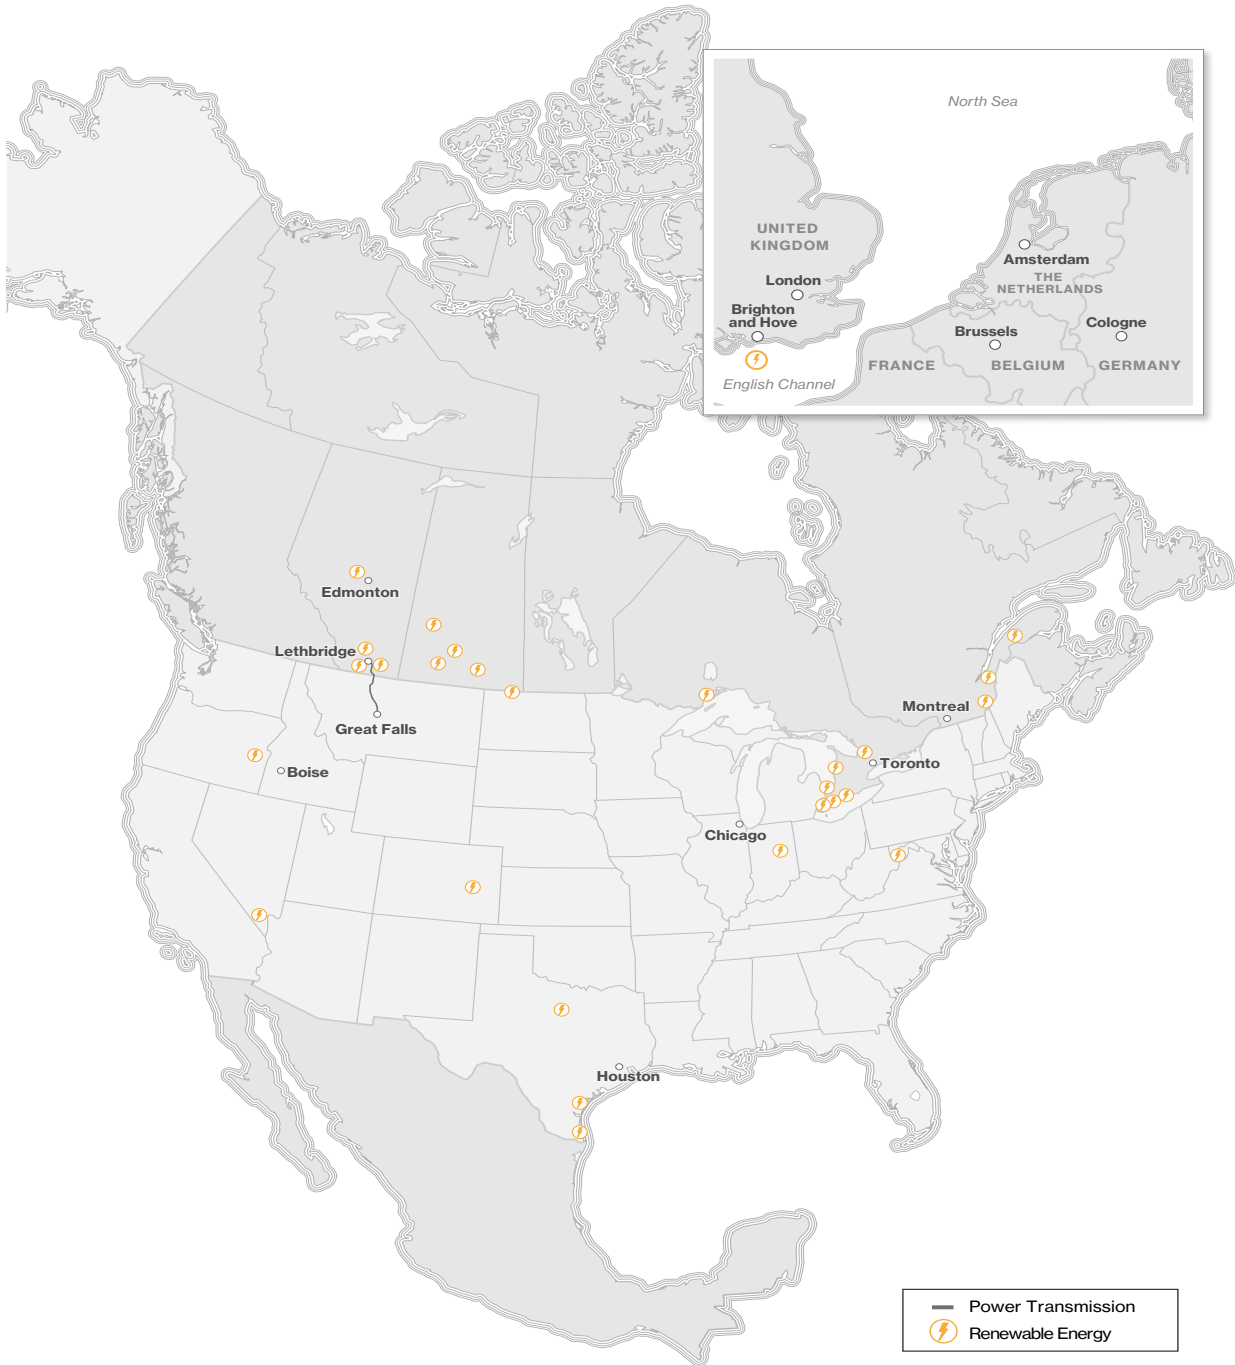 North Sea
UNITED
KINGDOM
Amsterdam
THE
NETHERLANDS
London
Brighton
and Hove
Brussels
Cologne
FRANCE
BELGIUM
GERMANY
English Channel
Edmonton
Lethbridge
Great Falls
Montreal
Boise
Toronto
Chicago
Houston
Power Transmission
Renewable Energy